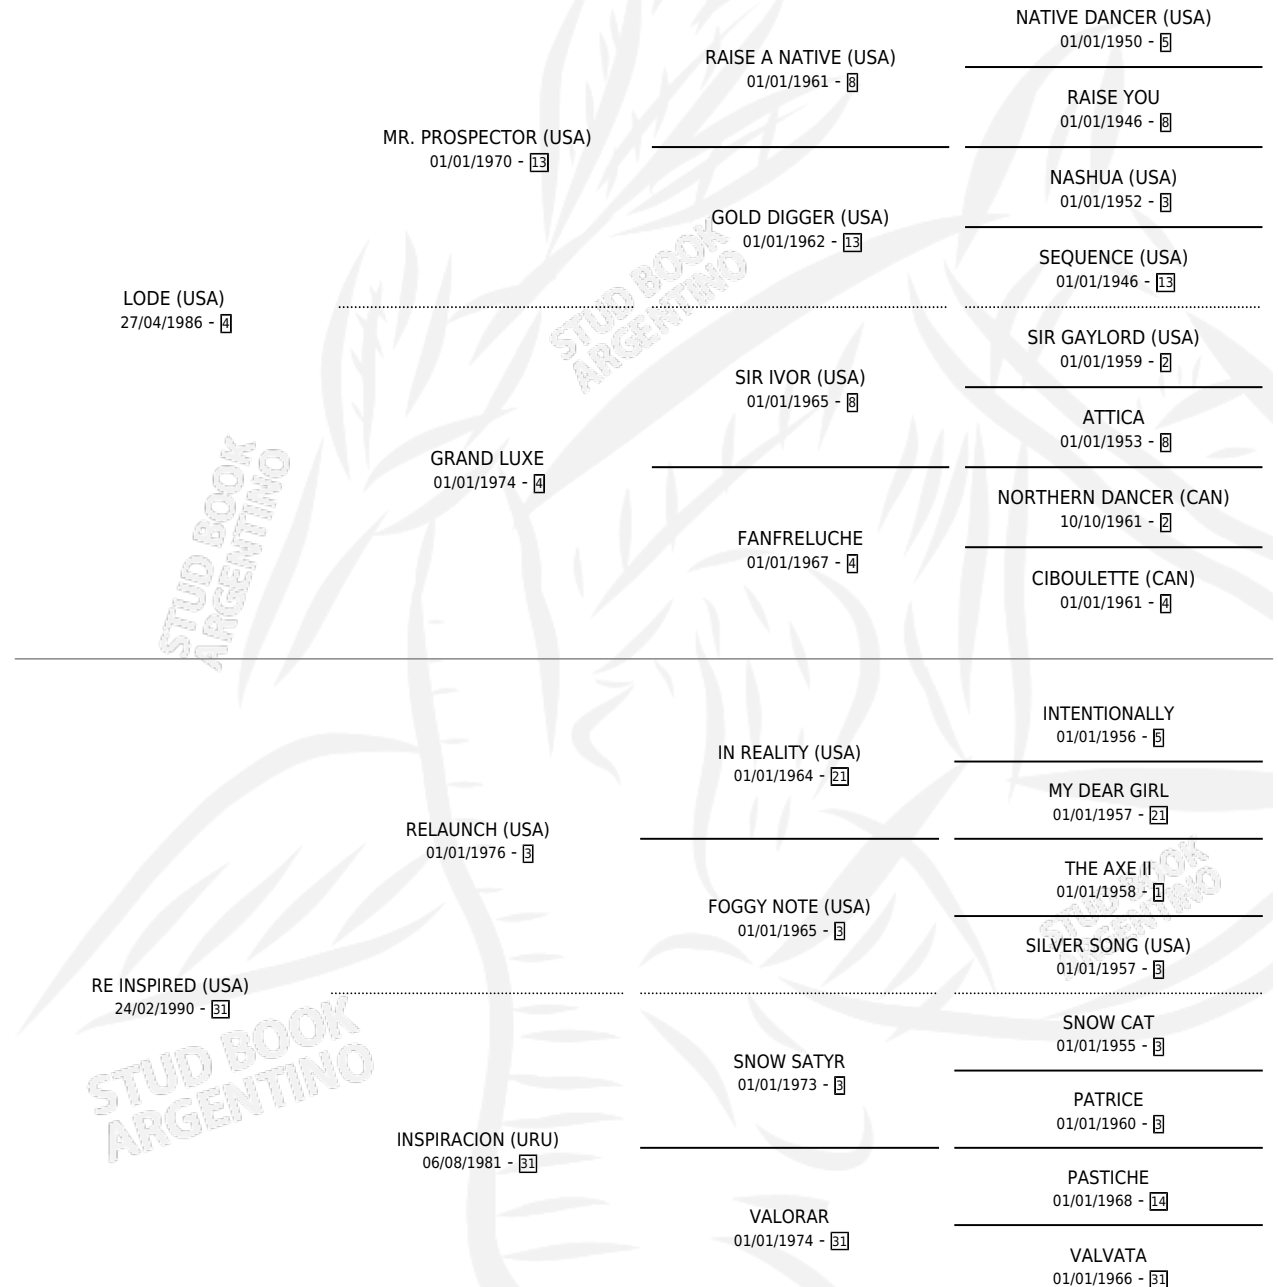 NATIVE DANCER (USA)
01/01/1950 - 5
RAISE A NATIVE (USA)
01/01/1961 - 8
RAISE YOU
01/01/1946 - 8
MR. PROSPECTOR (USA)
01/01/1970 - 13
NASHUA (USA)
01/01/1952 - 3
GOLD DIGGER (USA)
01/01/1962 - 13
SEQUENCE (USA)
01/01/1946 - 13
LODE (USA)
27/04/1986 - 4
STUD BOOK
ARGENTINO
SIR GAYLORD (USA)
01/01/1959 - 2
SIR IVOR (USA)
01/01/1965 - 8
ATTICA
01/01/1953 - 8
GRAND LUXE
01/01/1974 - 4
STUD BOOK
ARGENTINO
NORTHERN DANCER (CAN)
10/10/1961 - 2
FANFRELUCHE
01/01/1967 - 4
CIBOULETTE (CAN)
01/01/1961 - 4
INTENTIONALLY
01/01/1956 - 5
IN REALITY (USA)
01/01/1964 - 21
MY DEAR GIRL
01/01/1957 - 21
RELAUNCH (USA)
01/01/1976 - 3
THE AXE II
01/01/1958 - 1
STUD BOOK
ARGENTINO
FOGGY NOTE (USA)
01/01/1965 - 3
SILVER SONG (USA)
01/01/1957 - 3
RE INSPIRED (USA)
24/02/1990 - 31
STUD BOOK
ARGENTINO
SNOW CAT
01/01/1955 - 3
SNOW SATYR
01/01/1973 - 3
PATRICE
01/01/1960 - 3
INSPIRACION (URU)
06/08/1981 - 31
PASTICHE
01/01/1968 - 14
VALORAR
01/01/1974 - 31
VALVATA
01/01/1966 - 31